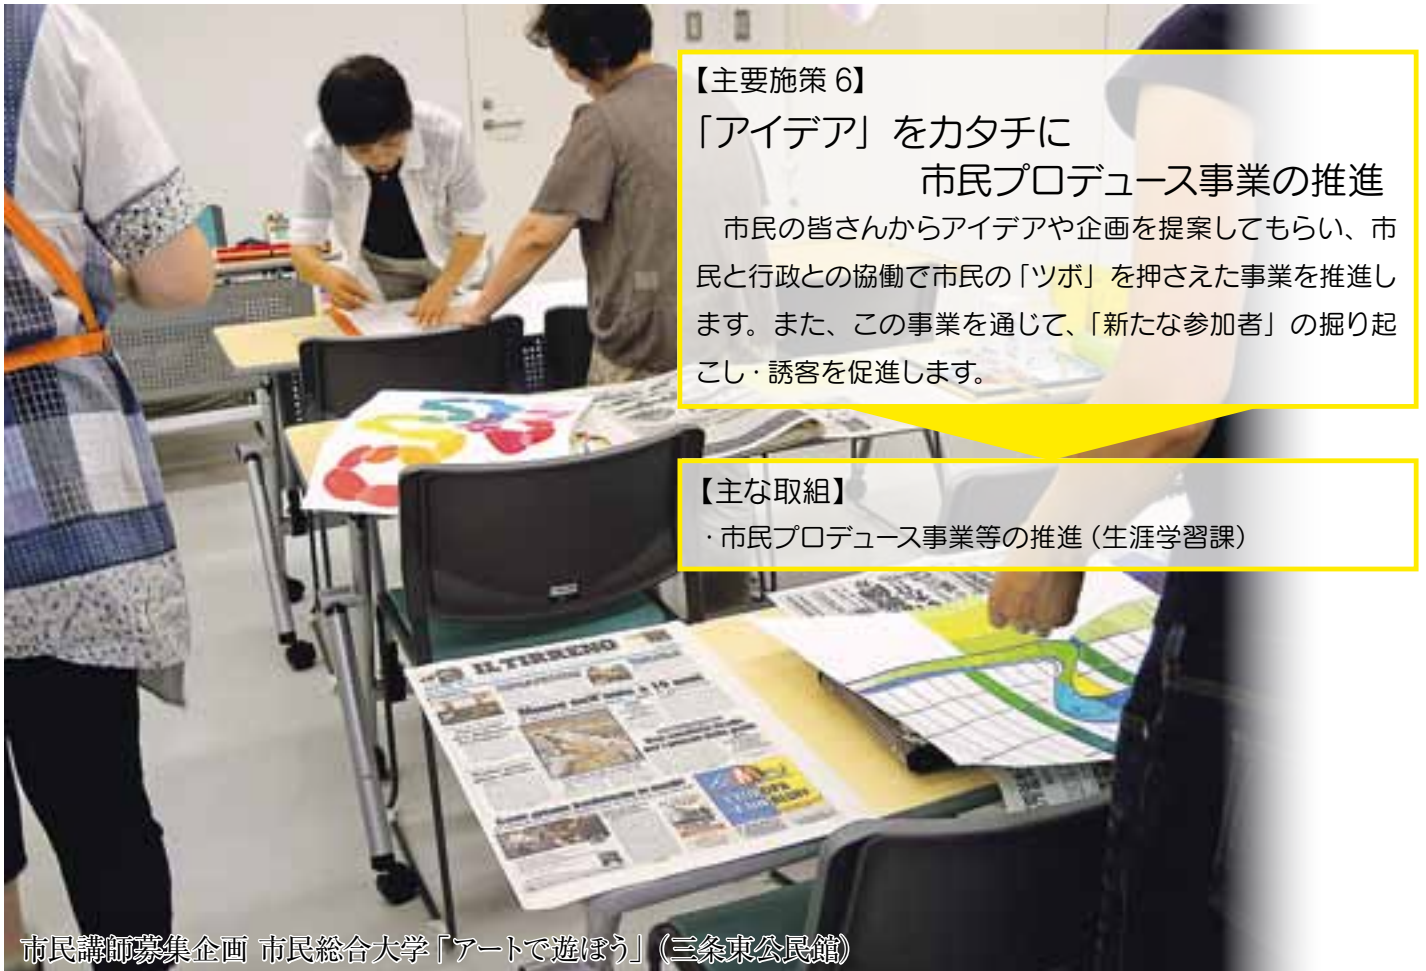 【主要施策 6】
「アイデア」をカタチに
市民プロデュース事業の推進
市民の皆さんからアイデアや企画を提案してもらい、市
民と行政との協働で市民の「ツボ」を押さえた事業を推進し
ます。また、この事業を通じて、「新たな参加者」の掘り起
こし・誘客を促進します。
【主な取組】
・市民プロデュース事業等の推進（生涯学習課）
IL TIRRENO
市民講師募集企画 市民総合大学「アートで遊ぼう」（三条東公民館）